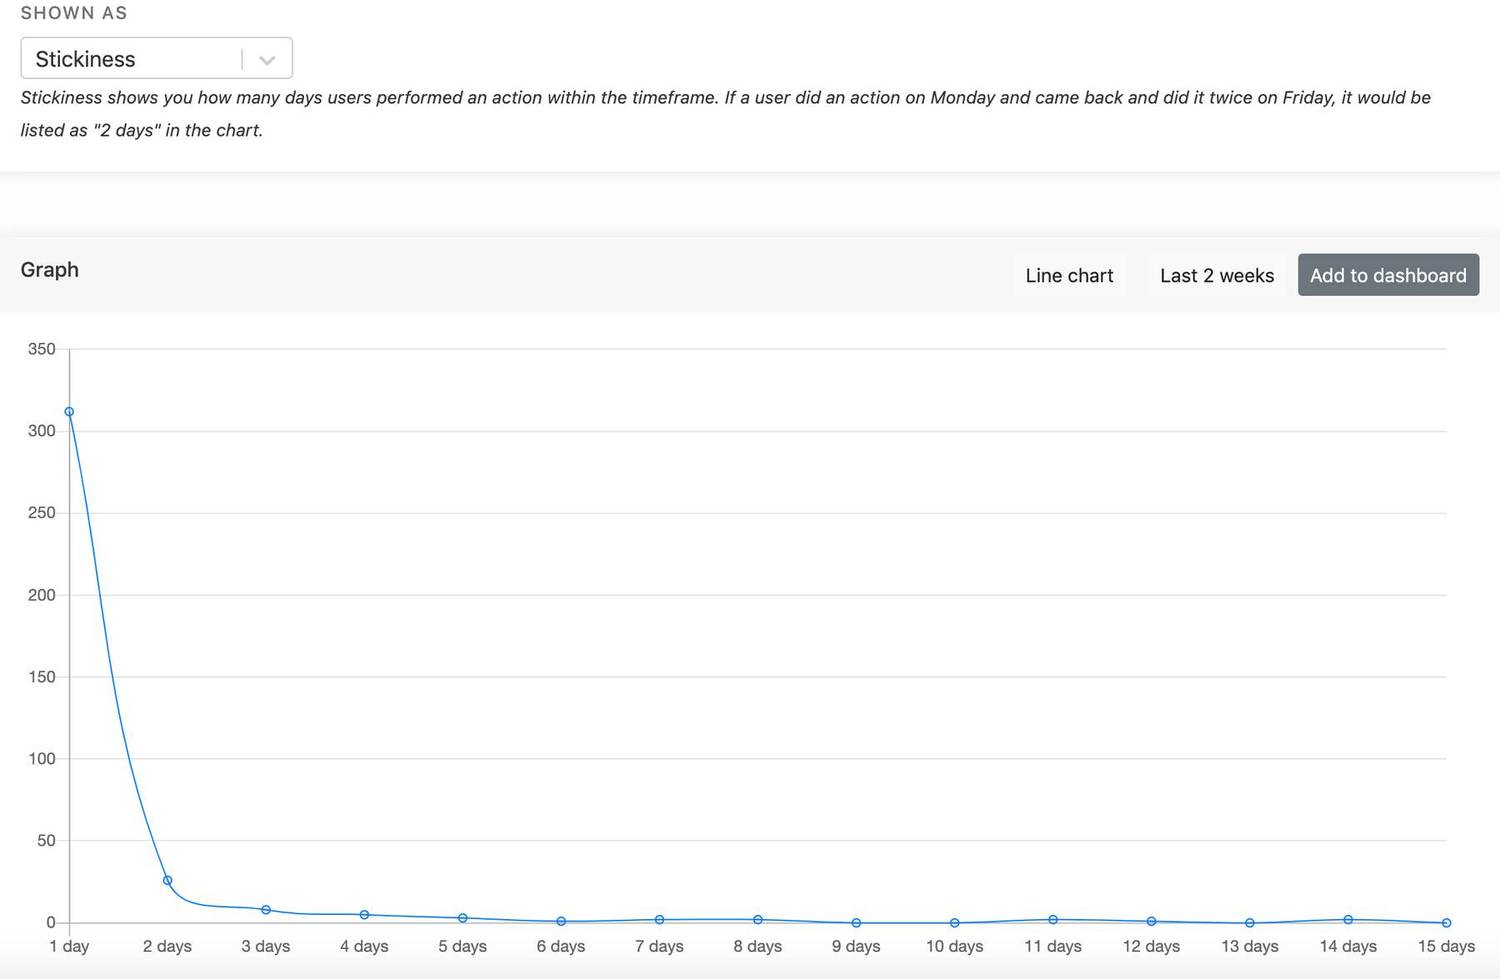 SHOWN AS
Stickiness
Stickiness shows you how many days users performed an action within the timeframe. If a user did an action on Monday and came back and did it twice on Friday, it would be
listed as "2 days" in the chart.
Graph
Line chart
Last 2 weeks
Add to dashboard
350
300
250
200
150
100
50
0
1 day 2 days 3 days 4 days 5 days 6 days 7 days 8 days 9 days 10 days 11 days 12 days 13 days 14 days 15 days